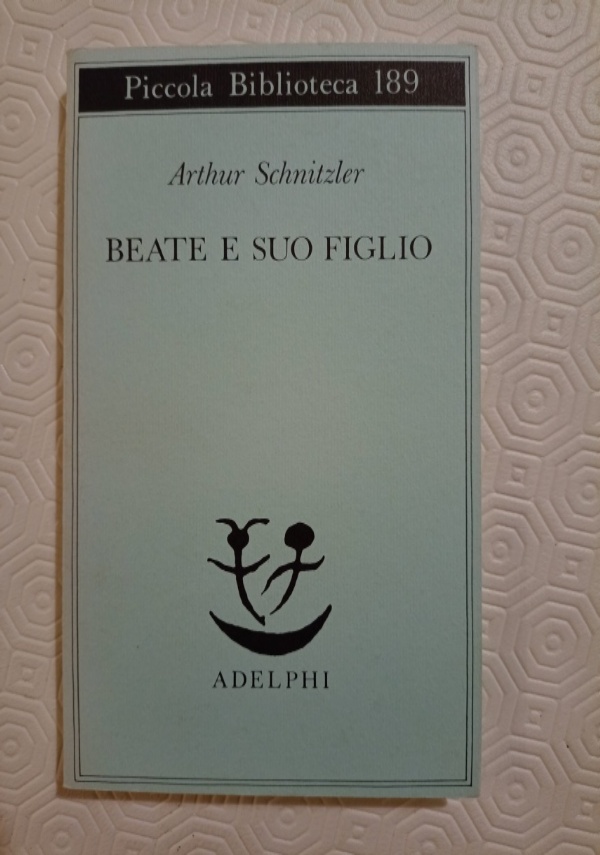 Piccola Biblioteca 189
Arthur Schnitzler
BEATE E SUO FIGLIO
ADELPHI